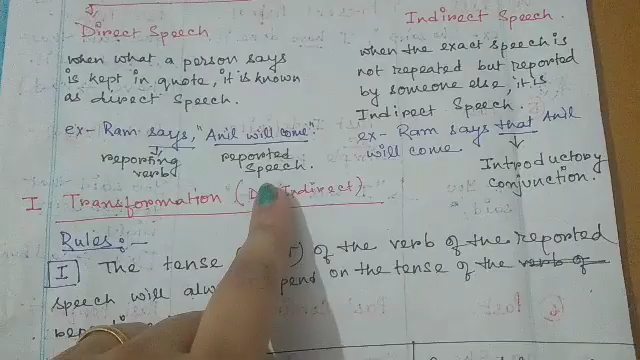 Direct Speech
when what a person says
is kept in quote, it is known
as direct speech.
ex- Ram says, "Anil will come"
reporting
verb
reported
speech.
Indirect Speech.
when the exact speech is
not repeated but reported
by someone else, it is
Indirect Speech.
ex- Ram says that Anil
will come.
Introductory
conjunction.
I Transformation (Indirect)
Rules:-
I The tense of the verb of the reported
speech will depend on the tense of the verb of